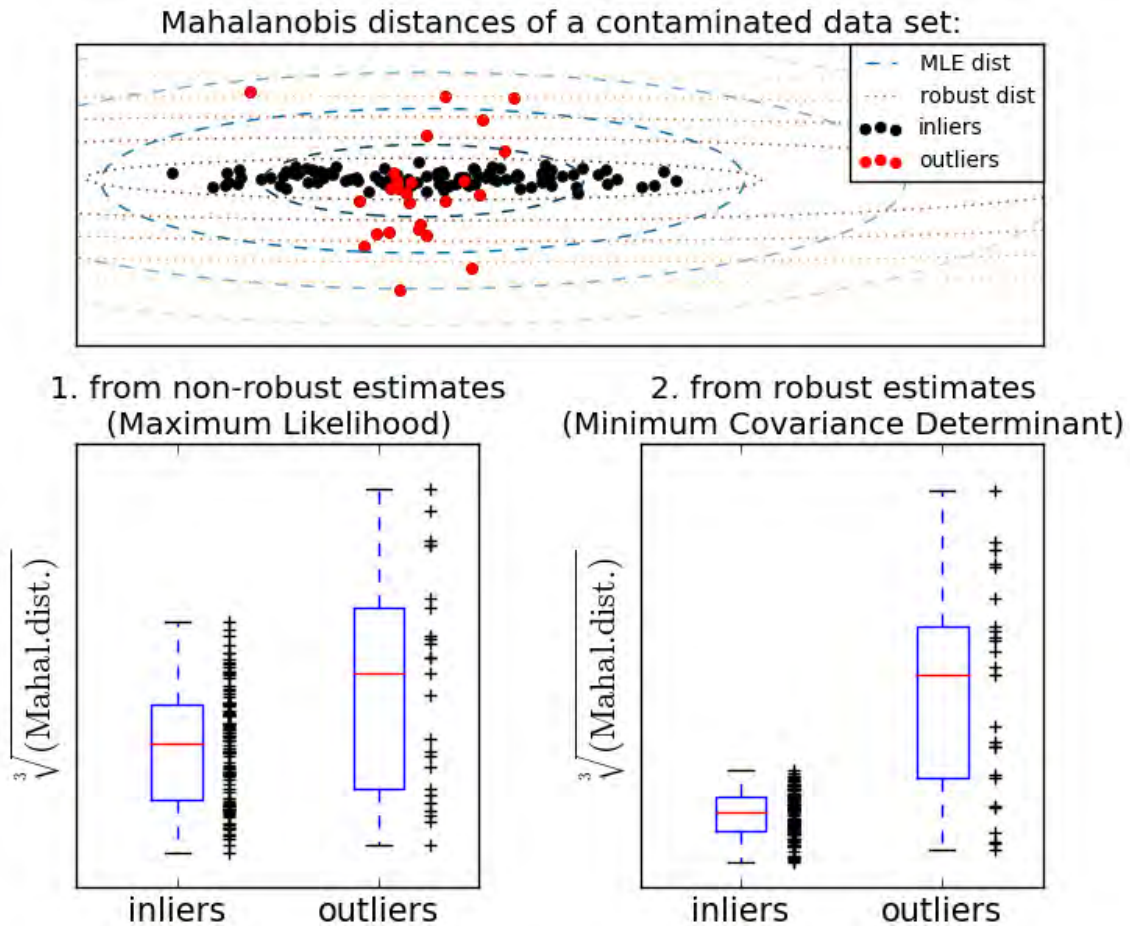 Mahalanobis distances of a contaminated data set:
MLE dist
robust dist
inliers
outliers
1. from non-robust estimates
(Maximum Likelihood)
2. from robust estimates
(Minimum Covariance Determinant)
∛(Mahal.dist.)
∛(Mahal.dist.)
inliers
outliers
inliers
outliers